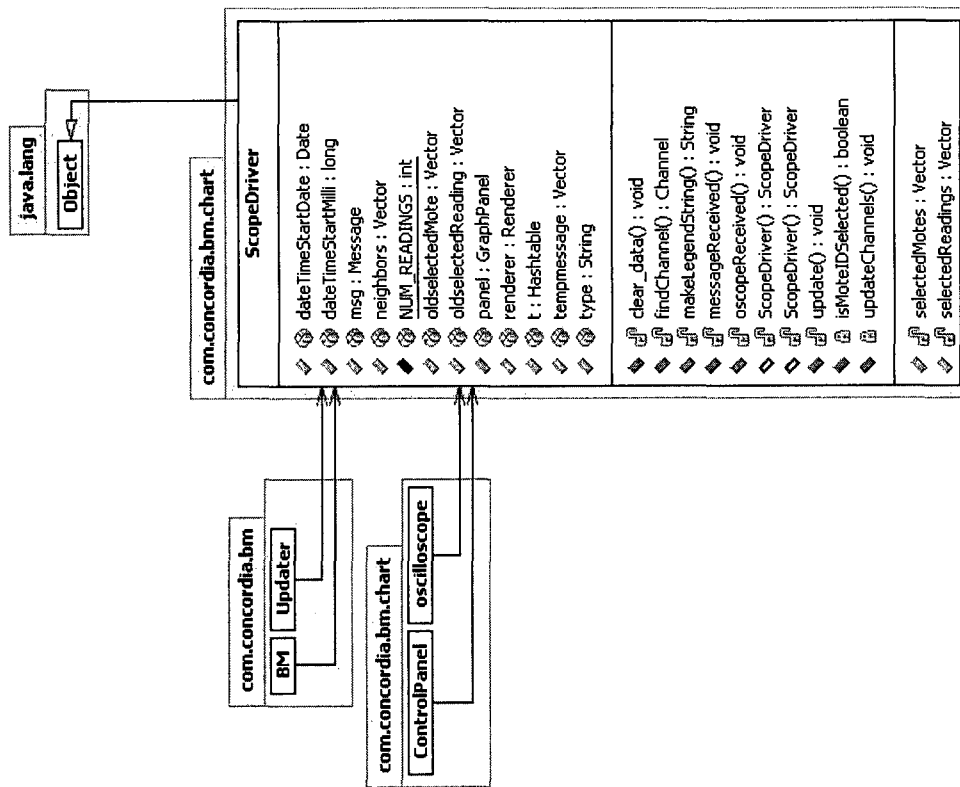 java.lang
Object
com.concordia.bm.chart
ScopeDriver
dateTimeStartDate : Date
dateTimeStartMilli : long
msg : Message
neighbors : Vector
NUM_READINGS : int
oldselectedMote : Vector
oldselectedReading : Vector
panel : GraphPanel
renderer : Renderer
t : Hashtable
tempmessage : Vector
type : String
clear_data() : void
findChannel() : Channel
makeLegendString() : String
messageReceived() : void
oscopeReceived() : void
ScopeDriver() : ScopeDriver
ScopeDriver() : ScopeDriver
update() : void
isMoteIDSelected() : boolean
updateChannels() : void
selectedMotes : Vector
selectedReadings : Vector
com.concordia.bm
BM
Updater
com.concordia.bm.chart
ControlPanel
oscilloscope